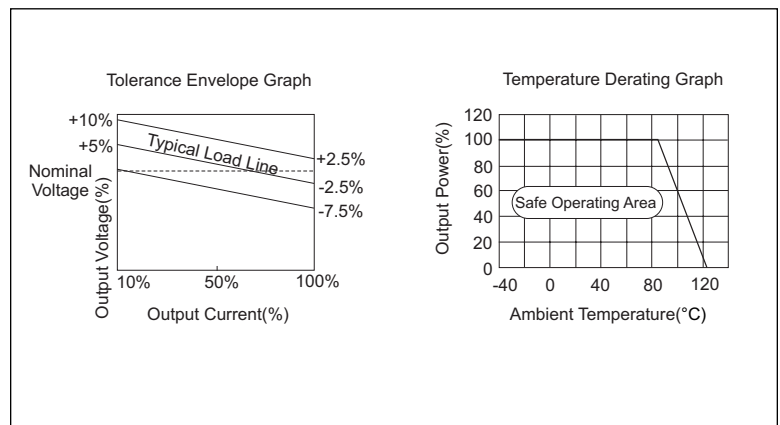 Tolerance Envelope Graph
+10%
+5%
Typical Load Line
Nominal
Voltage
+2.5%
-2.5%
-7.5%
Output Voltage(%)
10%
50%
100%
Output Current(%)
Temperature Derating Graph
Output Power(%)
120
100
80
60
40
20
0
Safe Operating Area
-40
0
40
80
120
Ambient Temperature(°C)